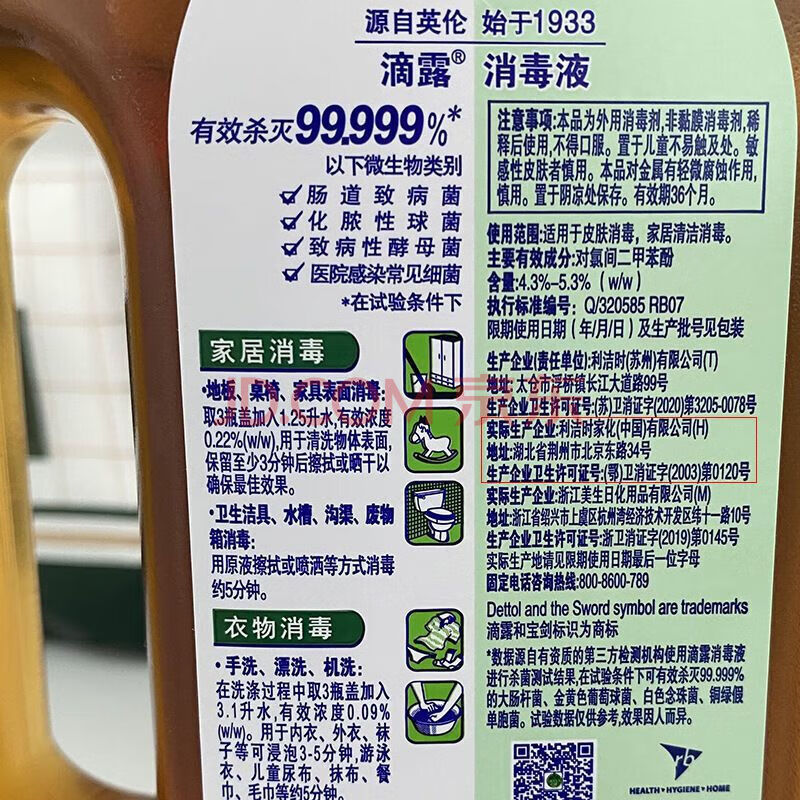 源自英伦 始于1933
滴露® 消毒液
有效杀灭99.999%*
以下微生物类别
肠道致病菌
化脓性球菌
致病性酵母菌
医院感染常见细菌
*在试验条件下
家居消毒
·地板、桌椅、家具表面消毒:
取3瓶盖加入1.25升水,有效浓度
0.22%(w/w),用于清洗物体表面,
保留至少3分钟后擦拭或晒干以
确保最佳效果。
·卫生洁具、水槽、沟渠、废物
箱消毒:
用原液擦拭或喷洒等方式消毒
约5分钟。
衣物消毒
·手洗、漂洗、机洗:
在洗涤过程中取3瓶盖加入
3.1升水,有效浓度0.09%
(w/w)。用于内衣、外衣、袜
子等可浸泡3-5分钟,游泳
衣、儿童尿布、抹布、餐
巾、毛巾等约5分钟。
注意事项:本品为外用消毒剂,非黏膜消毒剂,稀
释后使用,不得口服。置于儿童不易触及处。敏
感性皮肤者慎用。本品对金属有轻微腐蚀作用,
慎用。置于阴凉处保存。有效期36个月。
使用范围:适用于皮肤消毒，家居清洁消毒。
主要有效成分:对氯间二甲苯酚
含量:4.3%–5.3%（w/w）
执行标准编号：Q/320585 RB07
限期使用日期（年/月/日）及生产批号见包装
生产企业(责任单位):利洁时(苏州)有限公司(T)
地址:太仓市浮桥镇长江大道路99号
生产企业卫生许可证号:(苏)卫消证字(2020)第3205-0078号
实际生产企业:利洁时家化(中国)有限公司(H)
地址:湖北省荆州市北京东路34号
生产企业卫生许可证号:(鄂)卫消证字(2003)第0120号
实际生产企业:浙江美生日化用品有限公司(M)
地址:浙江省绍兴市上虞区杭州湾经济技术开发区纬十一路10号
生产企业卫生许可证号:浙卫消证字(2019)第0145号
实际生产地请见限期使用日期最后一位字母
固定电话咨询热线:800-8600-789
Dettol and the Sword symbol are trademarks
滴露和宝剑标识为商标
*数据源自有资质的第三方检测机构使用滴露消毒液
进行杀菌测试结果,在试验条件下可有效杀灭99.999%
的大肠杆菌、金黄色葡萄球菌、白色念珠菌、铜绿假
单胞菌。试验数据仅供参考,效果因人而异。
rb
HEALTH•HYGIENE•HOME
JD.COM 京东